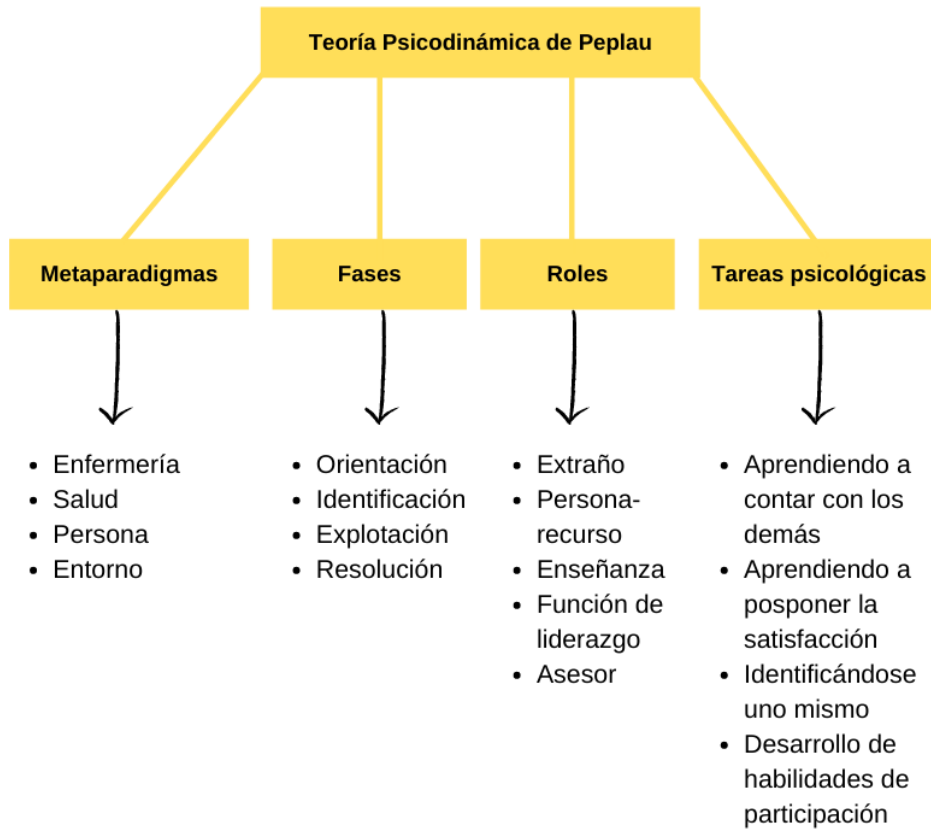 Teoría Psicodinámica de Peplau
Metaparadigmas
Fases
Roles
Tareas psicológicas
• Enfermería
• Salud
• Persona
• Entorno
• Orientación
• Identificación
• Explotación
• Resolución
• Extraño
• Persona-
recurso
• Enseñanza
• Función de
liderazgo
• Asesor
• Aprendiendo a
contar con los
demás
• Aprendiendo a
posponer la
satisfacción
• Identificándose
uno mismo
• Desarrollo de
habilidades de
participación